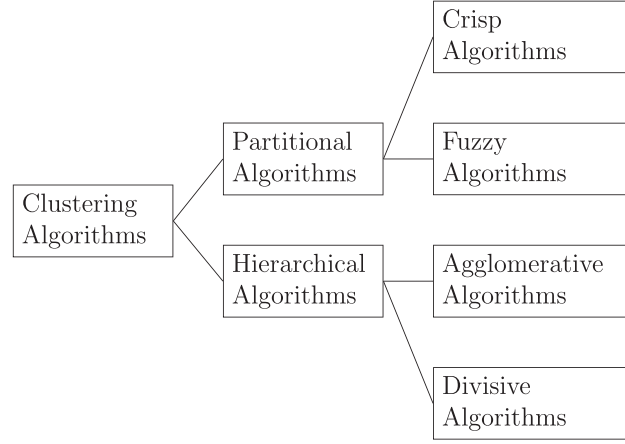 Crisp
Algorithms
Partitional
Algorithms
Fuzzy
Algorithms
Clustering
Algorithms
Hierarchical
Algorithms
Agglomerative
Algorithms
Divisive
Algorithms